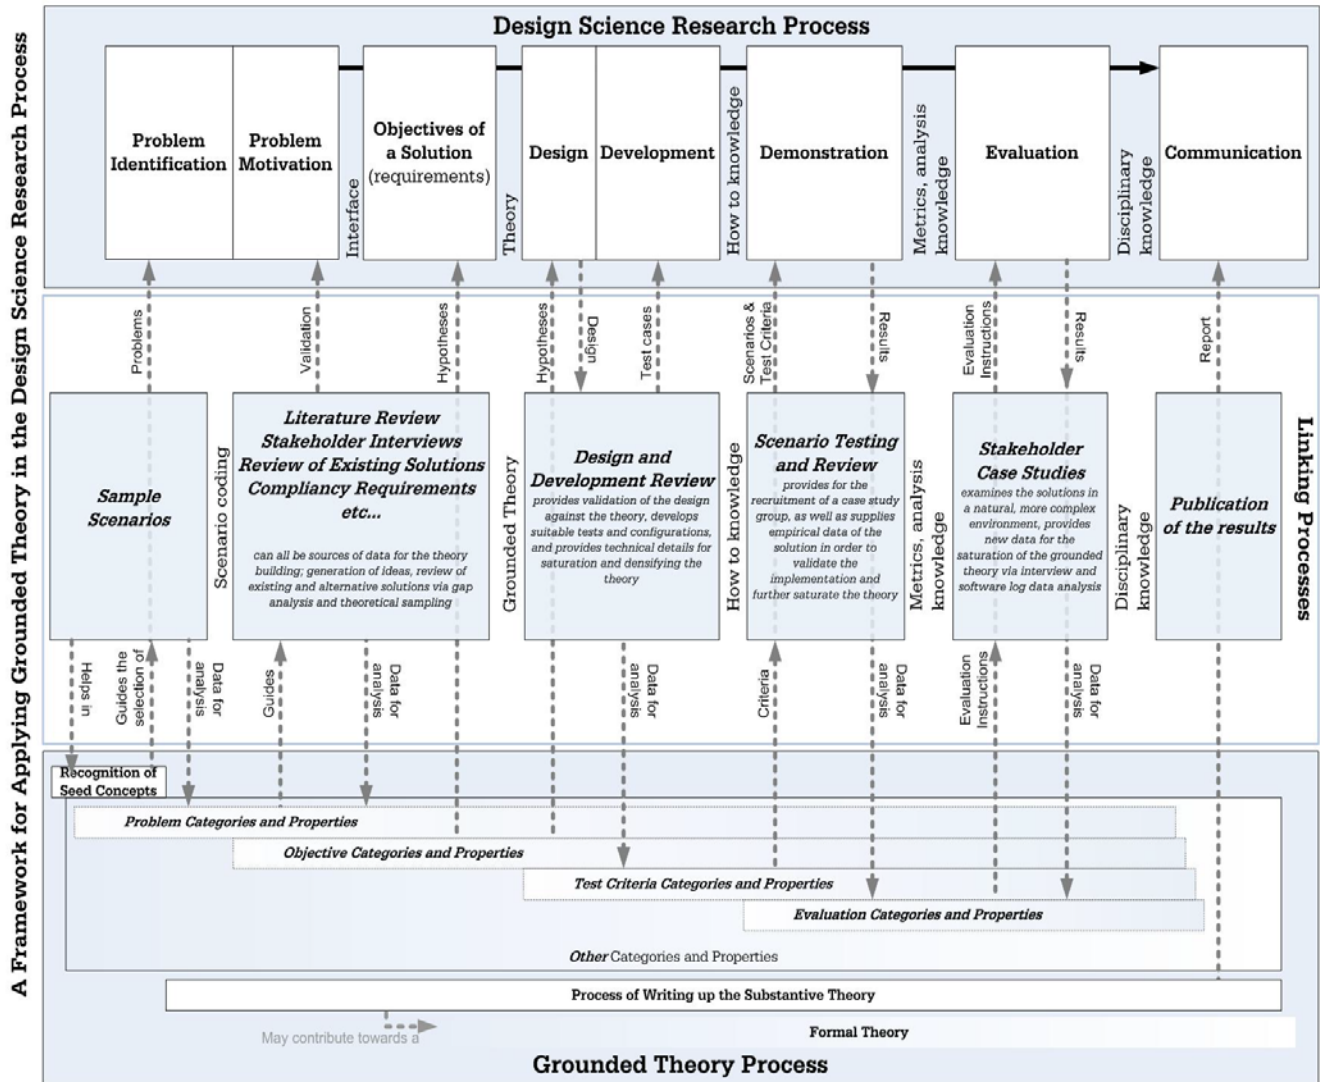 A Framework for Applying Grounded Theory in the Design Science Research Process
Design Science Research Process
Problem
Identification
Problem
Motivation
Interface
Objectives of
a Solution
(requirements)
Theory
Design
Development
How to knowledge
Demonstration
Metrics, analysis
knowledge
Evaluation
Disciplinary
knowledge
Communication
Problems
Validation
Hypotheses
Hypotheses
Design
Test cases
Scenarios &
Test Criteria
Results
Evaluation
Instructions
Results
Report
Linking Processes
Sample
Scenarios
Scenario coding
Literature Review
Stakeholder Interviews
Review of Existing Solutions
Compliancy Requirements
etc...
can all be sources of data for the theory
building; generation of ideas, review of
existing and alternative solutions via gap
analysis and theoretical sampling
Grounded Theory
Design and
Development Review
provides validation of the design
against the theory, develops
suitable tests and configurations,
and provides technical details for
saturation and densifying the
theory
How to knowledge
Scenario Testing
and Review
provides for the
recruitment of a case study
group, as well as supplies
empirical data of the
solution in order to
validate the
implementation and
further saturate the theory
Metrics, analysis
knowledge
Stakeholder
Case Studies
examines the solutions in
a natural, more complex
environment, provides
new data for the
saturation of the grounded
theory via interview and
software log data analysis
Disciplinary
knowledge
Publication
of the results
Helps in
Guides the
selection of
Data for
analysis
Guides
Data for
analysis
Data for
analysis
Criteria
Data for
analysis
Evaluation
Instructions
Data for
analysis
Recognition of
Seed Concepts
Problem Categories and Properties
Objective Categories and Properties
Test Criteria Categories and Properties
Evaluation Categories and Properties
Other Categories and Properties
Process of Writing up the Substantive Theory
May contribute towards a
Formal Theory
Grounded Theory Process